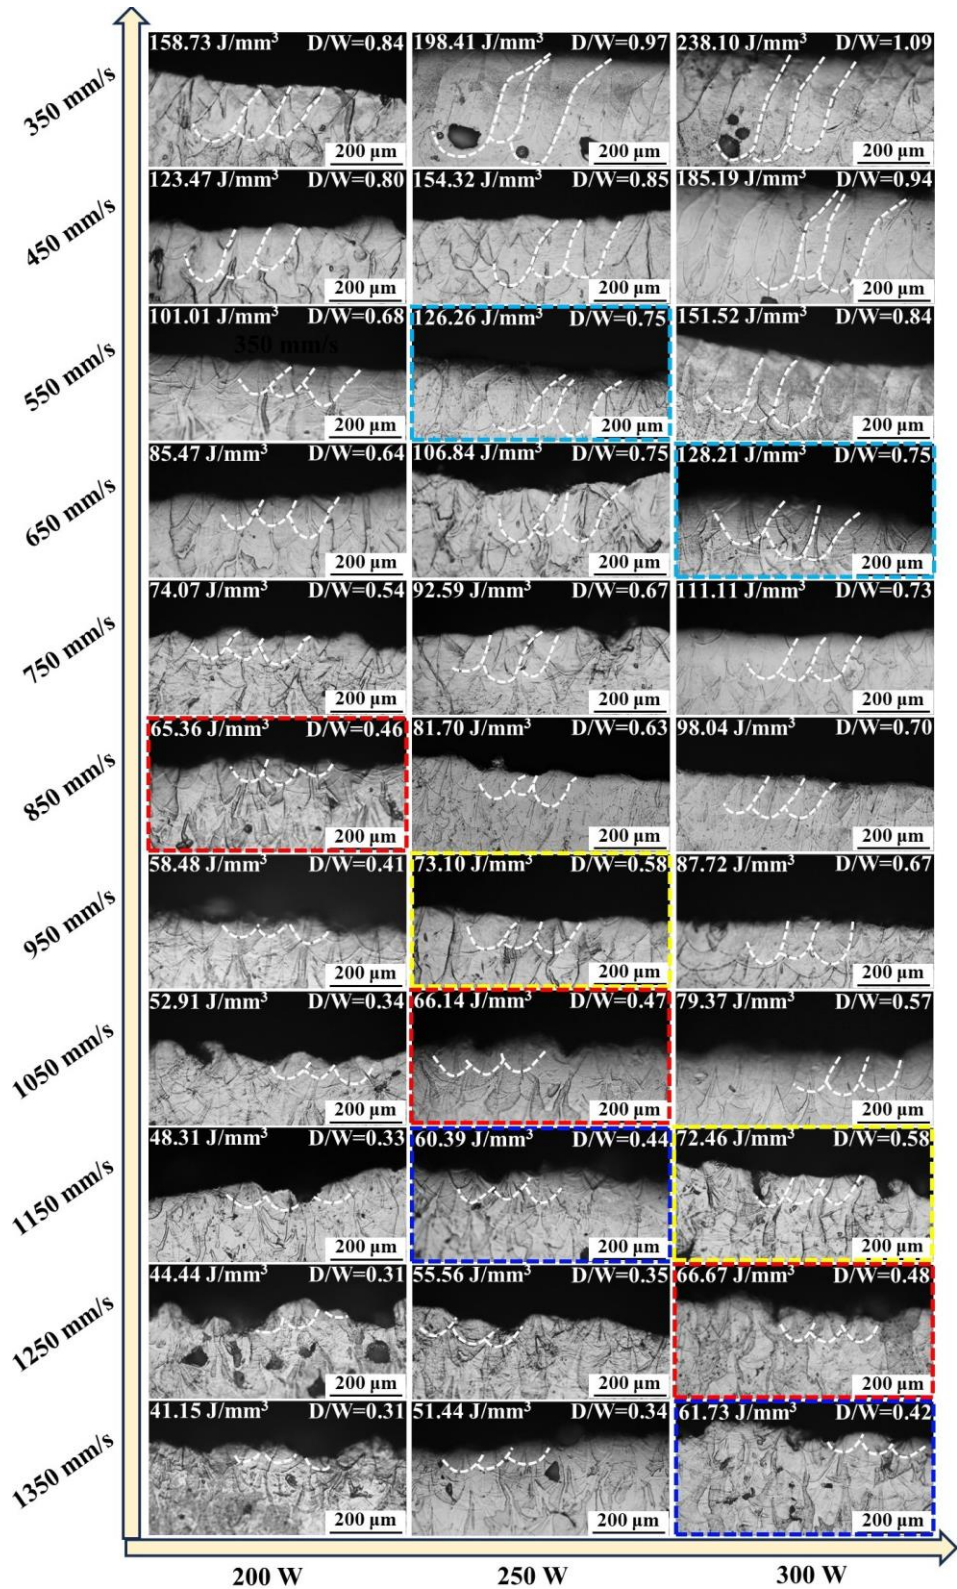 350 mm/s
158.73 J/mm³ D/W=0.84
200 μm
198.41 J/mm³ D/W=0.97
200 μm
238.10 J/mm³ D/W=1.09
200 μm
450 mm/s
123.47 J/mm³ D/W=0.80
200 μm
154.32 J/mm³ D/W=0.85
200 μm
185.19 J/mm³ D/W=0.94
200 μm
550 mm/s
101.01 J/mm³ D/W=0.68
350 mm/s
200 μm
126.26 J/mm³ D/W=0.75
200 μm
151.52 J/mm³ D/W=0.84
200 μm
650 mm/s
85.47 J/mm³ D/W=0.64
200 μm
106.84 J/mm³ D/W=0.75
200 μm
128.21 J/mm³ D/W=0.75
200 μm
750 mm/s
74.07 J/mm³ D/W=0.54
200 μm
92.59 J/mm³ D/W=0.67
200 μm
111.11 J/mm³ D/W=0.73
200 μm
850 mm/s
65.36 J/mm³ D/W=0.46
200 μm
81.70 J/mm³ D/W=0.63
200 μm
98.04 J/mm³ D/W=0.70
200 μm
950 mm/s
58.48 J/mm³ D/W=0.41
200 μm
73.10 J/mm³ D/W=0.58
200 μm
87.72 J/mm³ D/W=0.67
200 μm
1050 mm/s
52.91 J/mm³ D/W=0.34
200 μm
66.14 J/mm³ D/W=0.47
200 μm
79.37 J/mm³ D/W=0.57
200 μm
1150 mm/s
48.31 J/mm³ D/W=0.33
200 μm
60.39 J/mm³ D/W=0.44
200 μm
72.46 J/mm³ D/W=0.58
200 μm
1250 mm/s
44.44 J/mm³ D/W=0.31
200 μm
55.56 J/mm³ D/W=0.35
200 μm
66.67 J/mm³ D/W=0.48
200 μm
1350 mm/s
41.15 J/mm³ D/W=0.31
200 μm
51.44 J/mm³ D/W=0.34
200 μm
61.73 J/mm³ D/W=0.42
200 μm
200 W
250 W
300 W